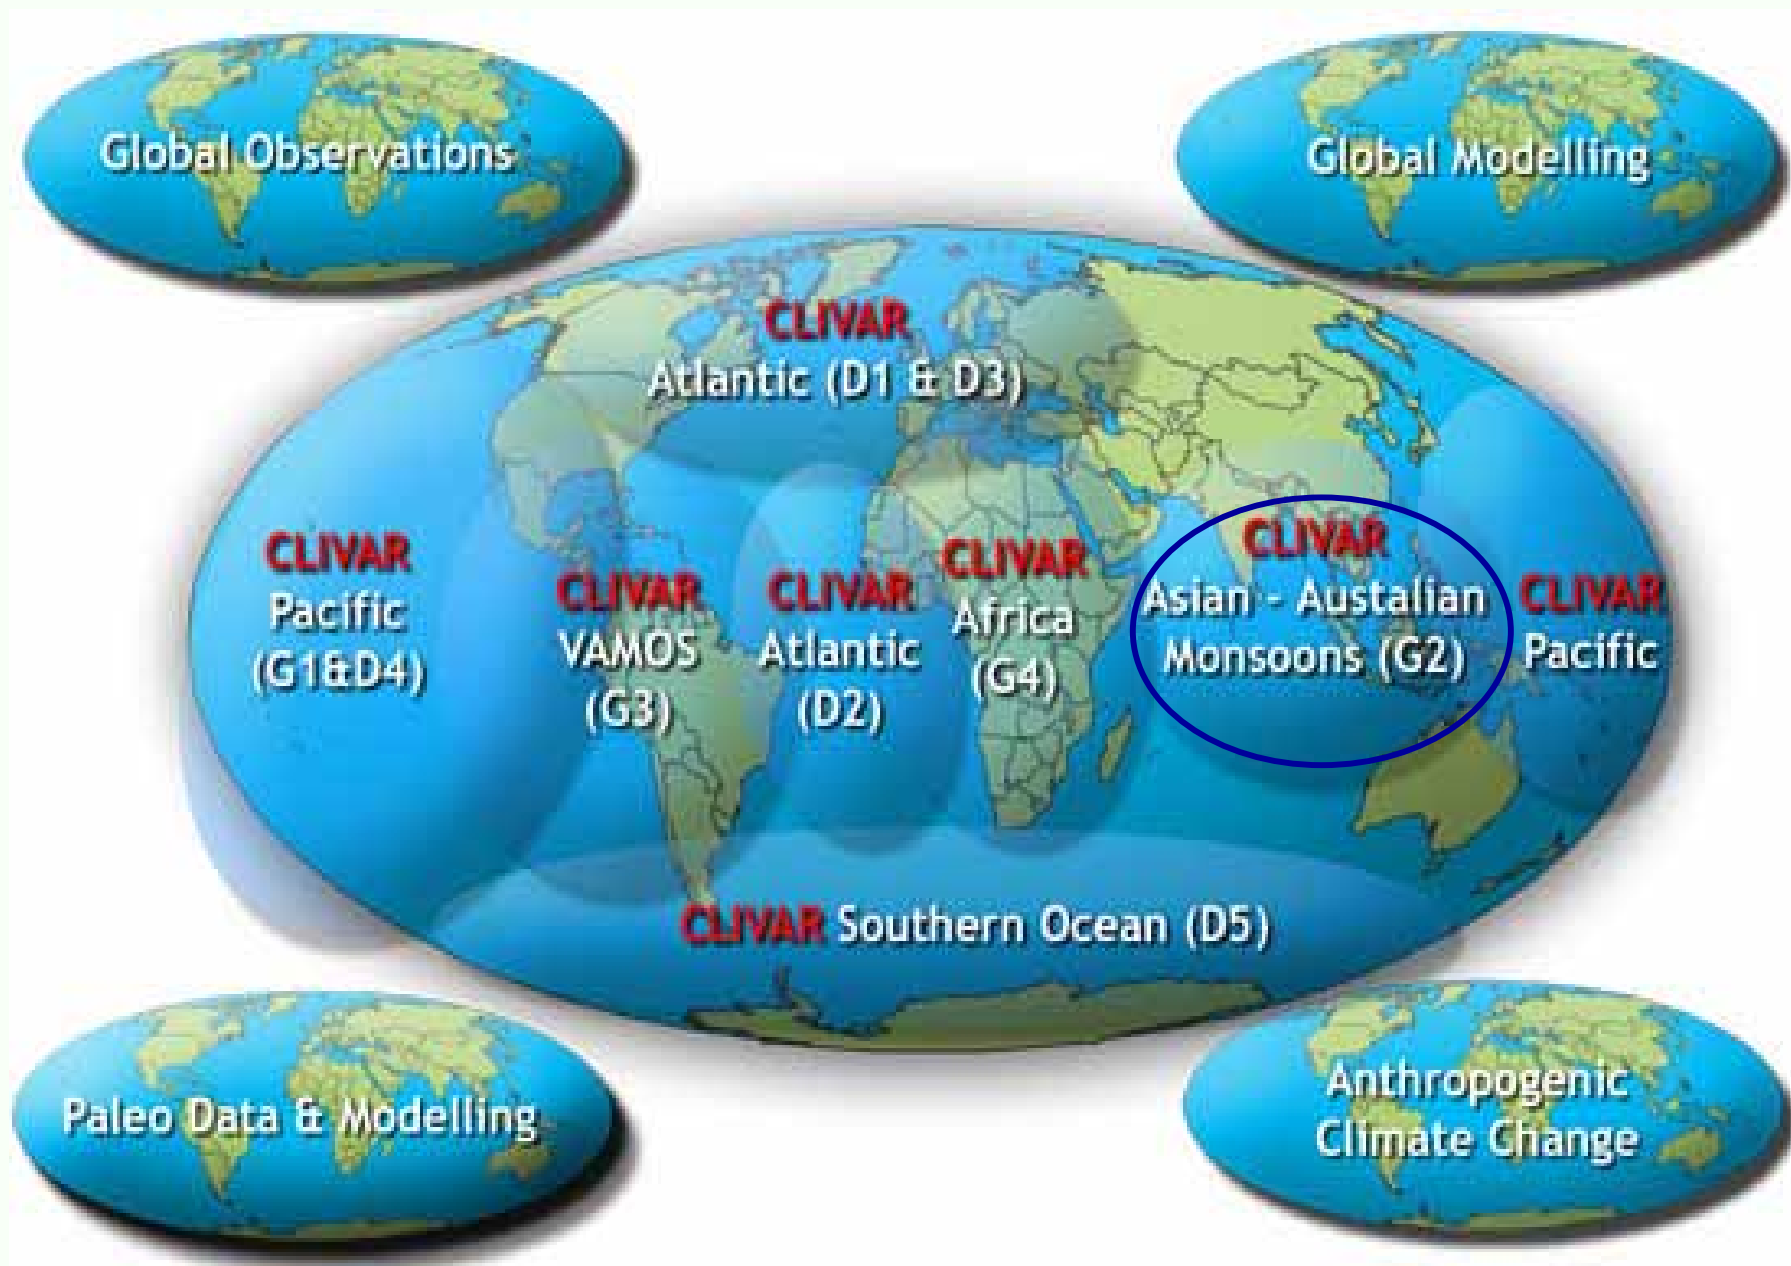 Global Observations
Global Modelling
CLIVAR
Atlantic (D1 & D3)
CLIVAR
Pacific
(G1&D4)
CLIVAR
VAMOS
(G3)
CLIVAR
Atlantic
(D2)
CLIVAR
Africa
(G4)
CLIVAR
Asian - Austalian
Monsoons (G2)
CLIVAR
Pacific
CLIVAR Southern Ocean (D5)
Paleo Data & Modelling
Anthropogenic
Climate Change